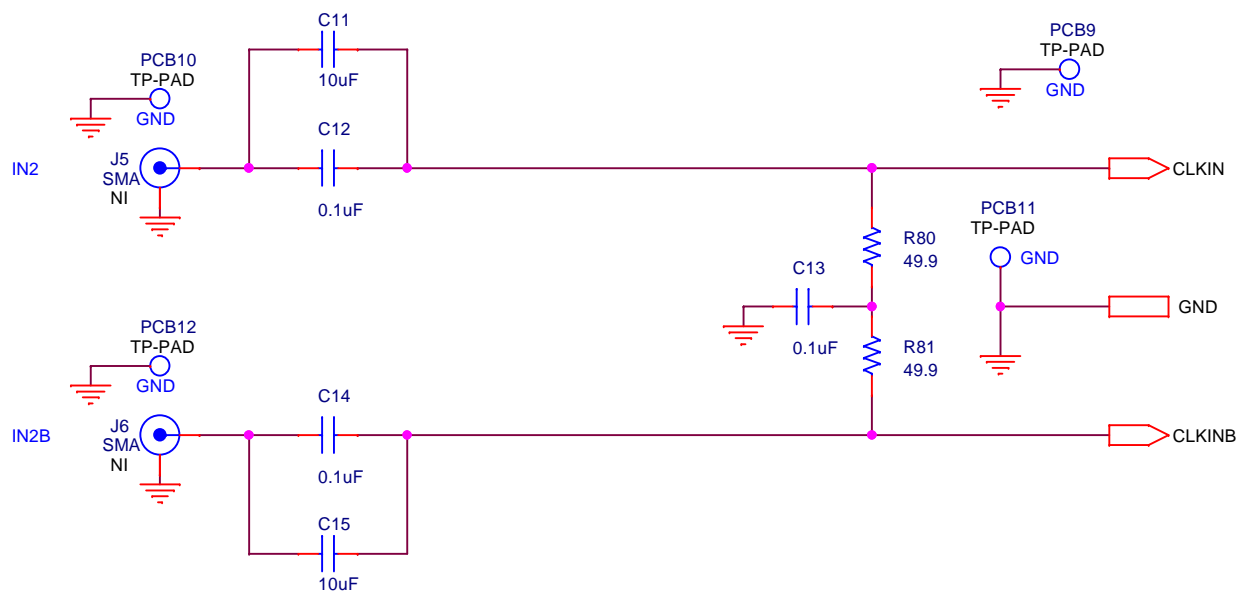 C11
10uF
PCB10
TP-PAD
GND
PCB9
TP-PAD
GND
C12
0.1uF
IN2
J5
SMA
NI
CLKIN
PCB11
TP-PAD
GND
R80
49.9
C13
0.1uF
GND
R81
49.9
PCB12
TP-PAD
GND
C14
0.1uF
IN2B
J6
SMA
NI
CLKINB
C15
10uF